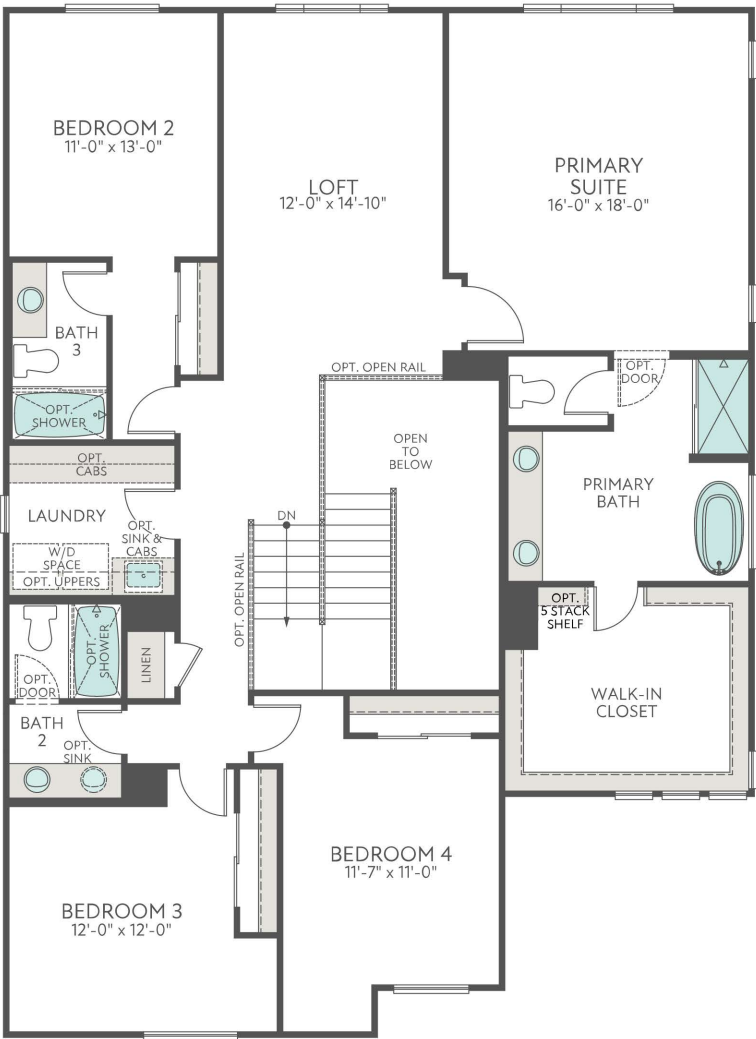 BEDROOM 2
11'-0" x 13'-0"
LOFT
12'-0" x 14'-10"
PRIMARY
SUITE
16'-0" x 18'-0"
BATH
3
OPT.
SHOWER
OPT. OPEN RAIL
OPT.
DOOR
OPEN
TO
BELOW
OPT.
CABS
LAUNDRY
OPT.
SINK &
CABS
W/D
SPACE
OPT. UPPERS
DN
OPT. OPEN RAIL
PRIMARY
BATH
OPT.
5 STACK
SHELF
WALK-IN
CLOSET
OPT.
SHOWER
LINEN
OPT.
DOOR
BATH
2
OPT.
SINK
BEDROOM 4
11'-7" x 11'-0"
BEDROOM 3
12'-0" x 12'-0"